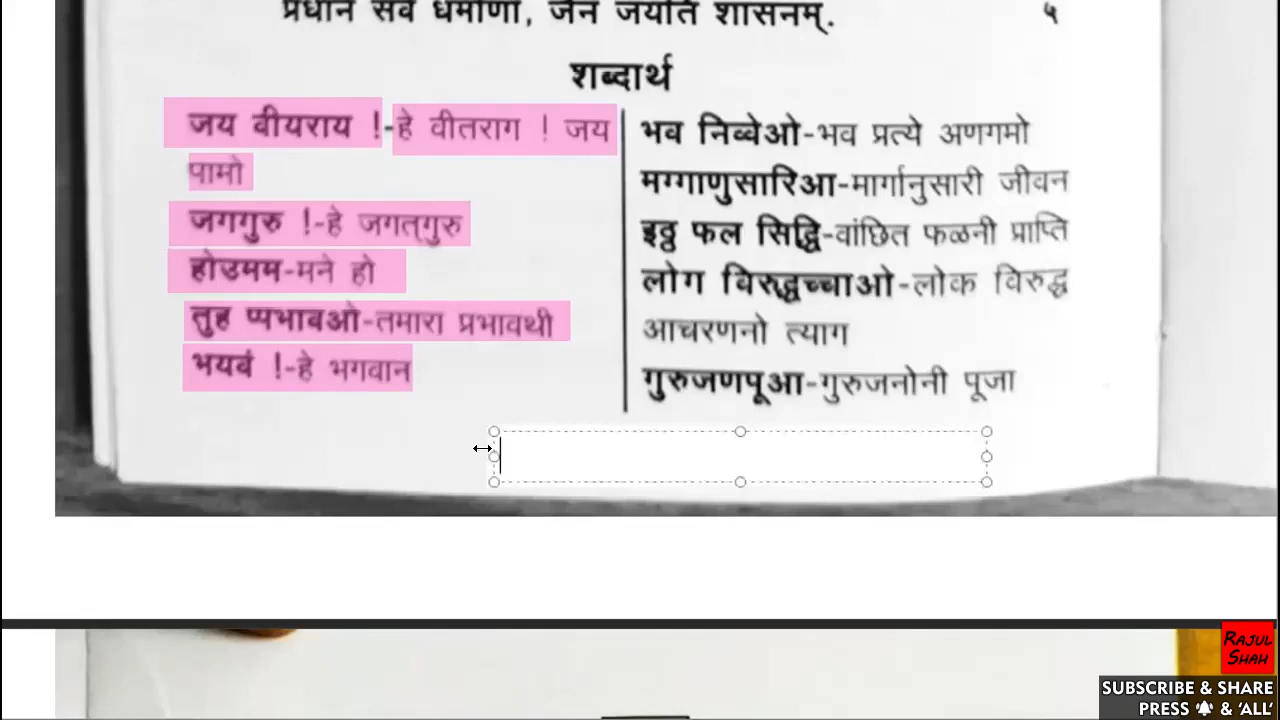 प्रधानं सर्व धर्माणां, जैनं जयति शासनम्. ५
शब्दार्थ
जय वीयराय !-हे वीतराग ! जय
पामो
जगगुरु !-हे जगत्गुरु
होउमम-मने हो
तुह प्पभावओ-तमारा प्रभावथी
भयवं !-हे भगवान
भव निव्वेओ-भव प्रत्ये अणगमो
मग्गाणुसारिआ-मार्गानुसारी जीवन
इठ्ठ फल सिद्धि-वांछित फळनी प्राप्ति
लोग विरुद्धच्चाओ-लोक विरुद्ध
आचरणनो त्याग
गुरुजणपूआ-गुरुजनोनी पूजा
RAJUL
SHAH
SUBSCRIBE & SHARE
PRESS & 'ALL'